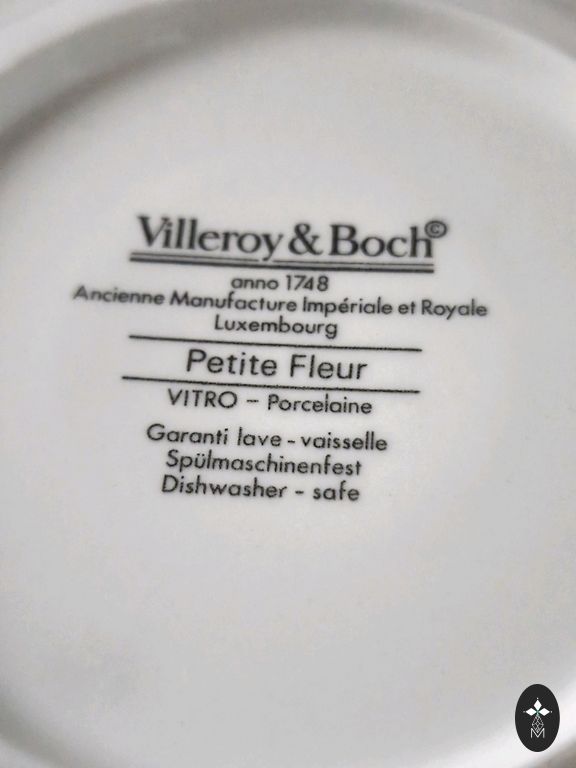 Villeroy & Boch©
anno 1748
Ancienne Manufacture Impériale et Royale
Luxembourg
Petite Fleur
VITRO – Porcelaine
Garanti lave - vaisselle
Spülmaschinenfest
Dishwasher - safe
M